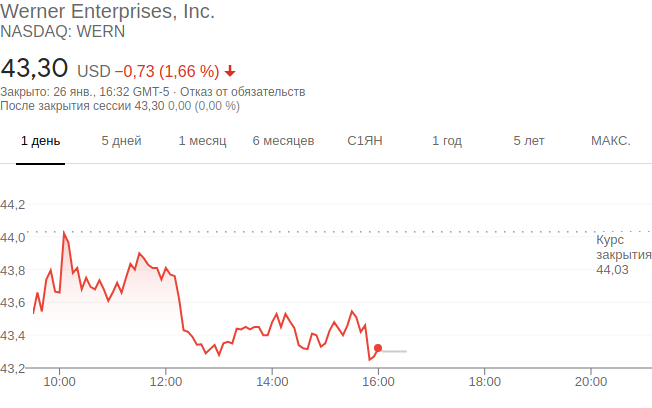 Werner Enterprises, Inc.
NASDAQ: WERN
43,30 USD −0,73 (1,66 %)
Закрыто: 26 янв., 16:32 GMT-5 · Отказ от обязательств
После закрытия сессии 43,30 0,00 (0,00 %)
1 день 5 дней 1 месяц 6 месяцев С1ЯН 1 год 5 лет МАКС.
44,2
44,0
Курс
закрытия
44,03
43,8
43,6
43,4
43,2
10:00 12:00 14:00 16:00 18:00 20:00